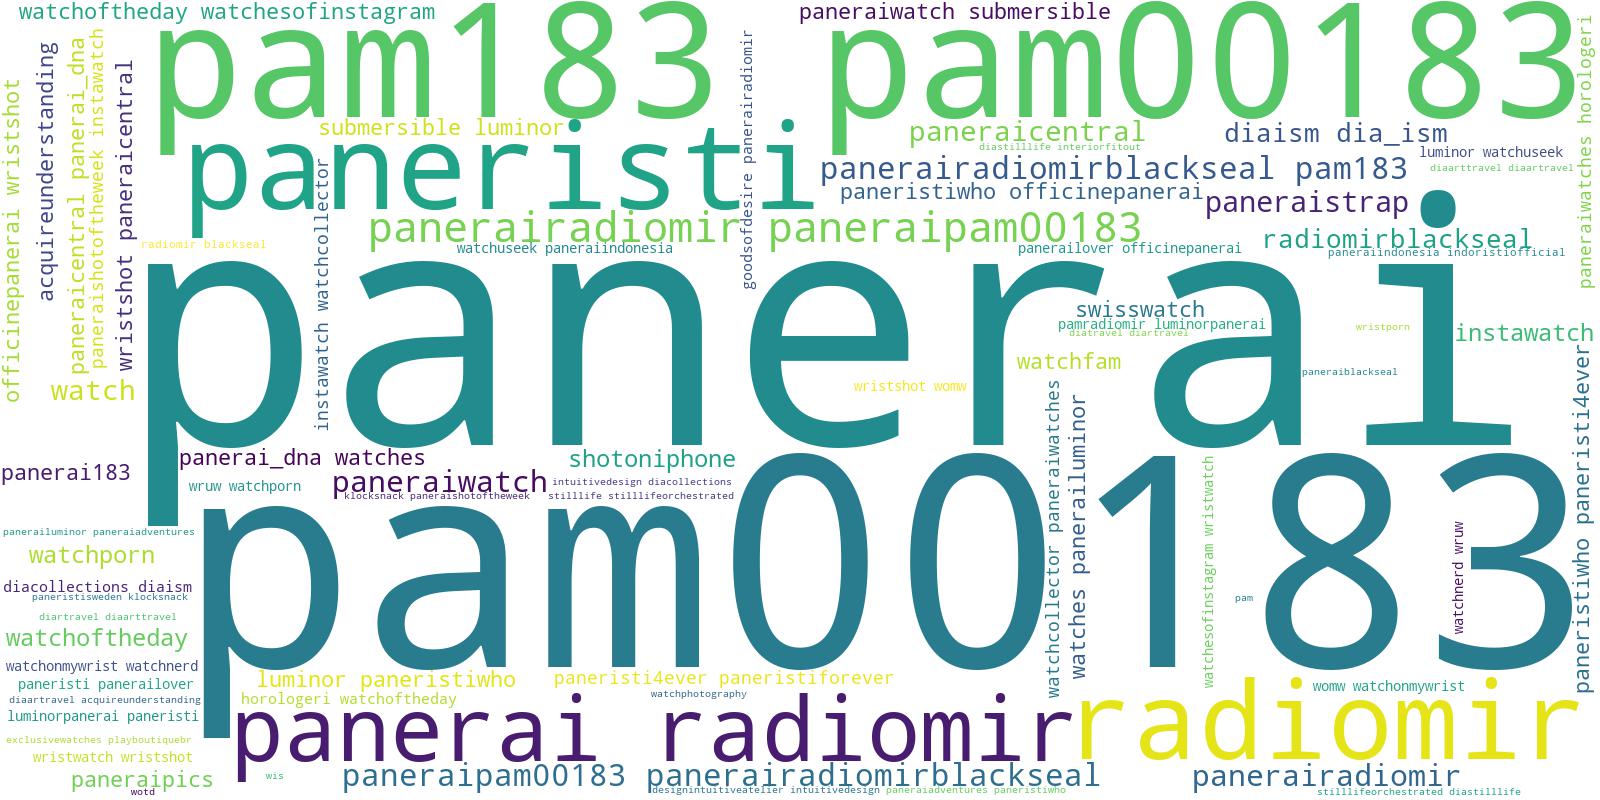 watchoftheday watchesofinstagram
pam183
paneraiwatch submersible
pam00183
officinepanerai wristshot
acquireunderstanding
paneraicentral panerai_dna
paneraishotoftheweek instawatch
wristshot paneraicentral
submersible luminor
paneristi
instawatch watchcollector
goodsofdesire panerairadiomir
paneraicentral
diastilllife interiorfitout
diaism dia_ism
luminor watchuseek
diaarttravel diaartravel
paneraiwatches horologeri
panerairadiomirblackseal pam183
paneristiwho officinepanerai
paneraistrap
panerairadiomir paneraipam00183
radiomirblackseal
radiomir blackseal
watchuseek paneraiindonesia
panerailover officinepanerai
paneraiindonesia indoristiofficial
panerai
swisswatch
pamradiomir luminorpanerai
diatravel diartravel
wristporn
instawatch
watchfam
paneraiblackseal
wristshot womw
watch
panerai_dna watches
panerai183
paneraiwatch
shotoniphone
wruw watchporn
klocksnack paneraishotoftheweek
intuitivedesign diacollections
stilllife stilllifeorchestrated
pam00183
watchcollector paneraiwatches
watches panerailuminor
watchesofinstagram wristwatch
pam
watchnerd wruw
paneristiwho paneristi4ever
panerailuminor paneraiadventures
watchporn
diacollections diaism
paneristisweden klocksnack
diartravel diaarttravel
watchoftheday
watchonmywrist watchnerd
paneristi panerailover
diaartravel acquireunderstanding
luminorpanerai paneristi
luminor paneristiwho
paneristi4ever paneristiforever
horologeri watchoftheday
watchphotography
womw watchonmywrist
panerai radiomir
radiomir
exclusivewatches playboutiquebr
wristwatch wristshot
paneraipics
wis
wotd
paneraipam00183
panerairadiomirblackseal
panerairadiomir
designintuitiveatelier intuitivedesign
paneraiadventures paneristiwho
stilllifeorchestrated diastilllife